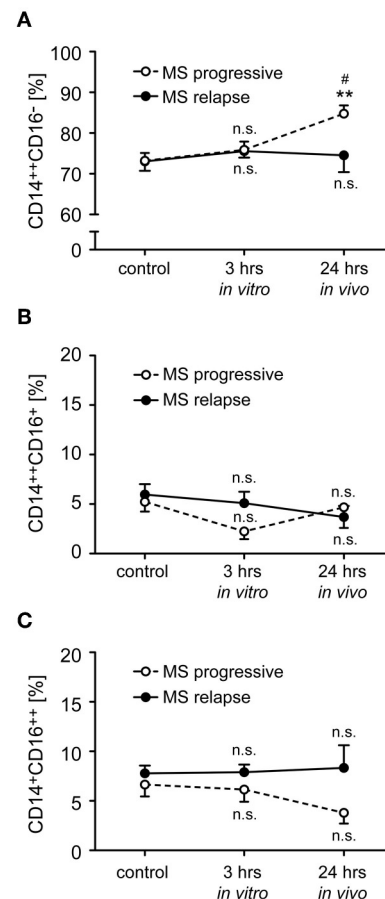 A
CD14⁺⁺CD16⁻ [%]
100
90
80
70
60
0
MS progressive
MS relapse
n.s.
n.s.
#
**
n.s.
control
3 hrs
in vitro
24 hrs
in vivo
B
CD14⁺⁺CD16⁺ [%]
20
15
10
5
0
MS progressive
MS relapse
n.s.
n.s.
n.s.
n.s.
control
3 hrs
in vitro
24 hrs
in vivo
C
CD14⁺CD16⁺⁺ [%]
20
15
10
5
0
MS progressive
MS relapse
n.s.
n.s.
n.s.
n.s.
control
3 hrs
in vitro
24 hrs
in vivo